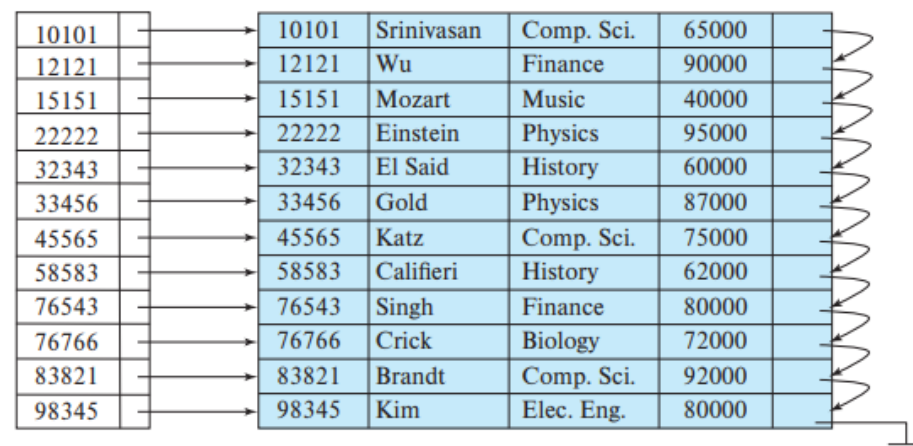 10101 10101 Srinivasan Comp. Sci. 65000
12121 12121 Wu Finance 90000
15151 15151 Mozart Music 40000
22222 22222 Einstein Physics 95000
32343 32343 El Said History 60000
33456 33456 Gold Physics 87000
45565 45565 Katz Comp. Sci. 75000
58583 58583 Califieri History 62000
76543 76543 Singh Finance 80000
76766 76766 Crick Biology 72000
83821 83821 Brandt Comp. Sci. 92000
98345 98345 Kim Elec. Eng. 80000